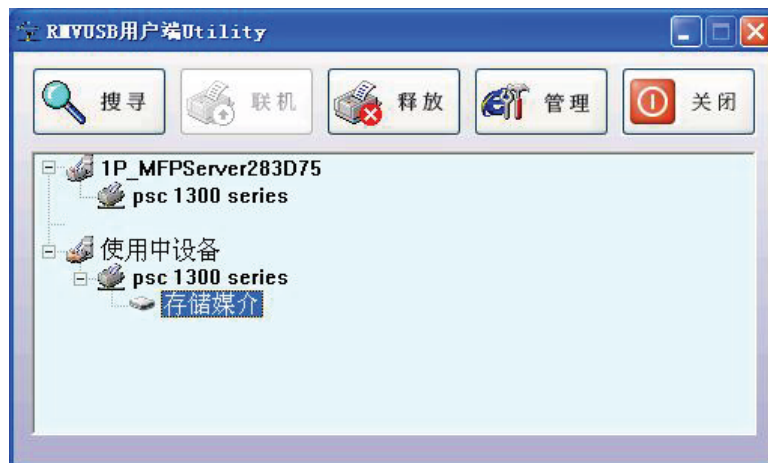 RMVUSB用户端Utility
搜寻 联机 释放 管理 关闭
1P_MFPServer283D75
psc 1300 series
使用中设备
psc 1300 series
存储媒介